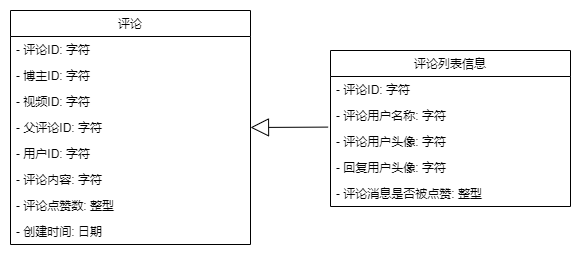 评论
- 评论ID: 字符
- 博主ID: 字符
- 视频ID: 字符
- 父评论ID: 字符
- 用户ID: 字符
- 评论内容: 字符
- 评论点赞数: 整型
- 创建时间: 日期
评论列表信息
- 评论ID: 字符
- 评论用户名称: 字符
- 评论用户头像: 字符
- 回复用户头像: 字符
- 评论消息是否被点赞: 整型